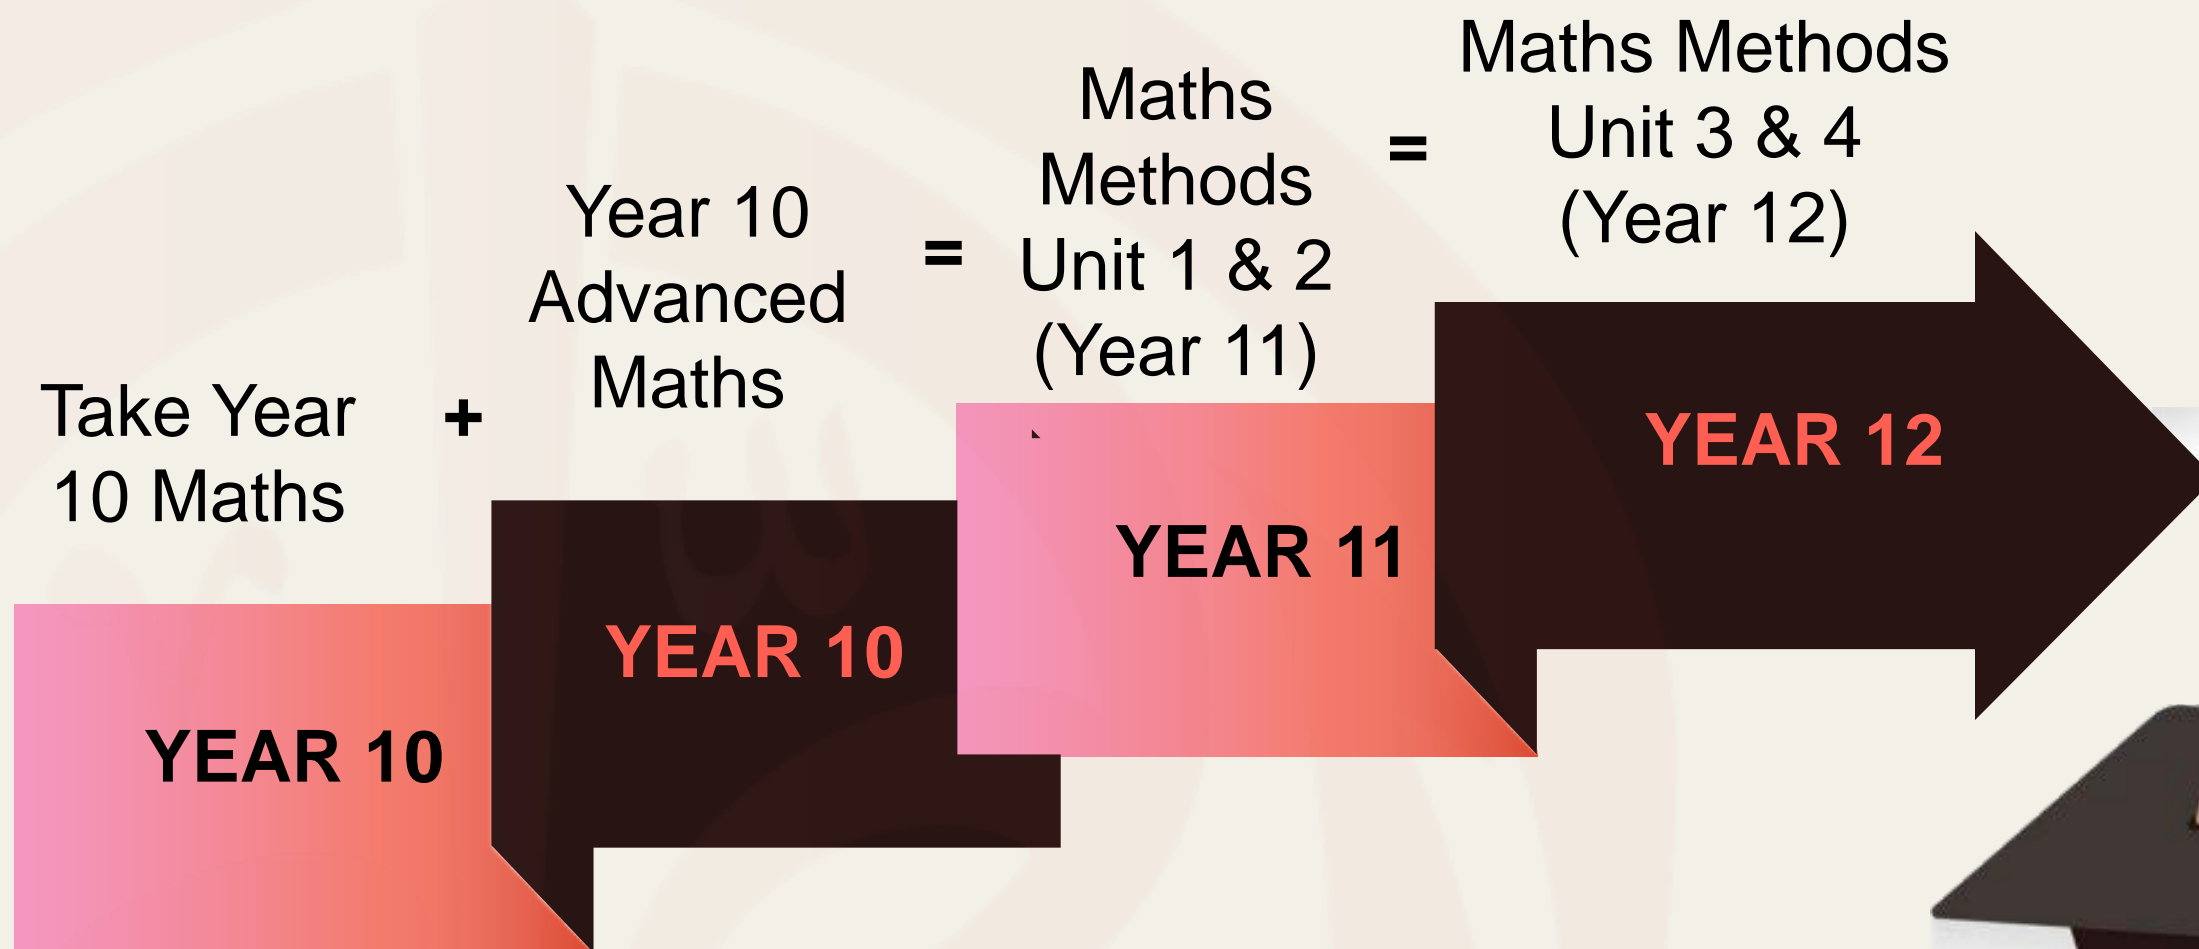 Take Year
10 Maths
+
Year 10
Advanced
Maths
=
Maths
Methods
Unit 1 & 2
(Year 11)
=
Maths Methods
Unit 3 & 4
(Year 12)
YEAR 10
YEAR 10
YEAR 11
YEAR 12